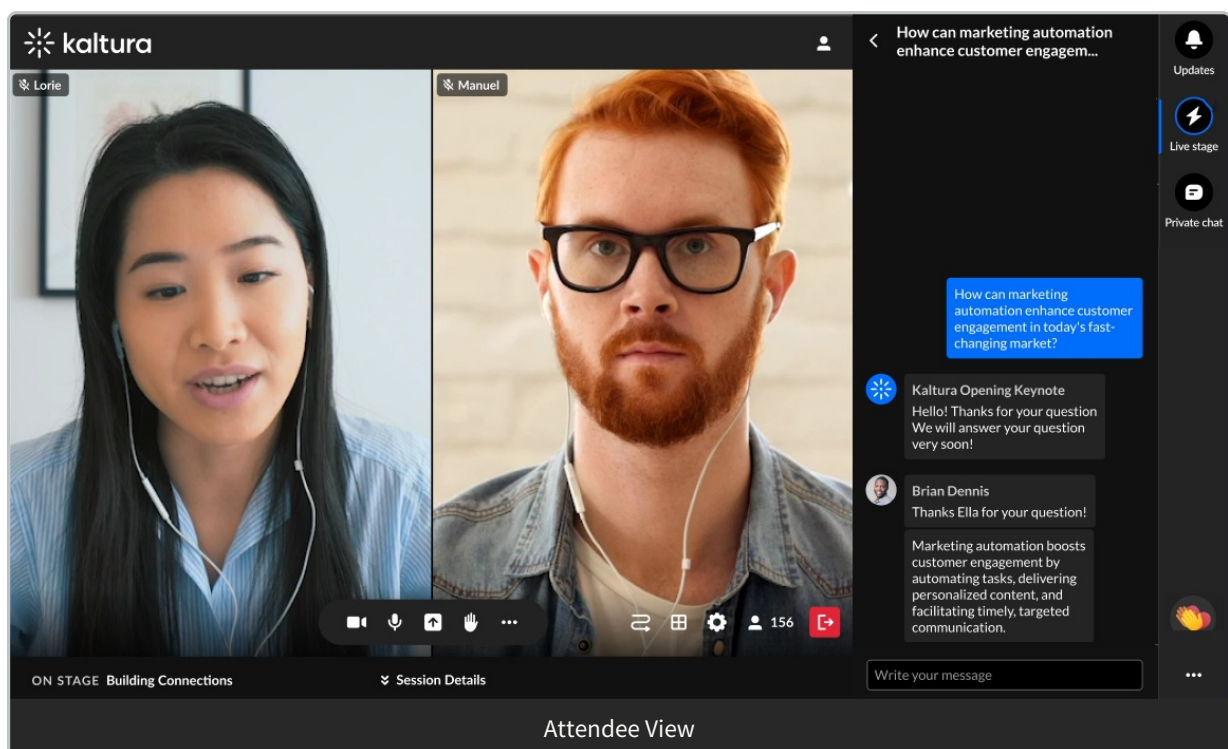 kaltura
Lorie
Manuel
156
ON STAGE Building Connections
Session Details
How can marketing automation
enhance customer engagem...
How can marketing
automation enhance customer
engagement in today's fast-
changing market?
Kaltura Opening Keynote
Hello! Thanks for your question
We will answer your question
very soon!
Brian Dennis
Thanks Ella for your question!
Marketing automation boosts
customer engagement by
automating tasks, delivering
personalized content, and
facilitating timely, targeted
communication.
Write your message
Updates
Live stage
Private chat
Attendee View